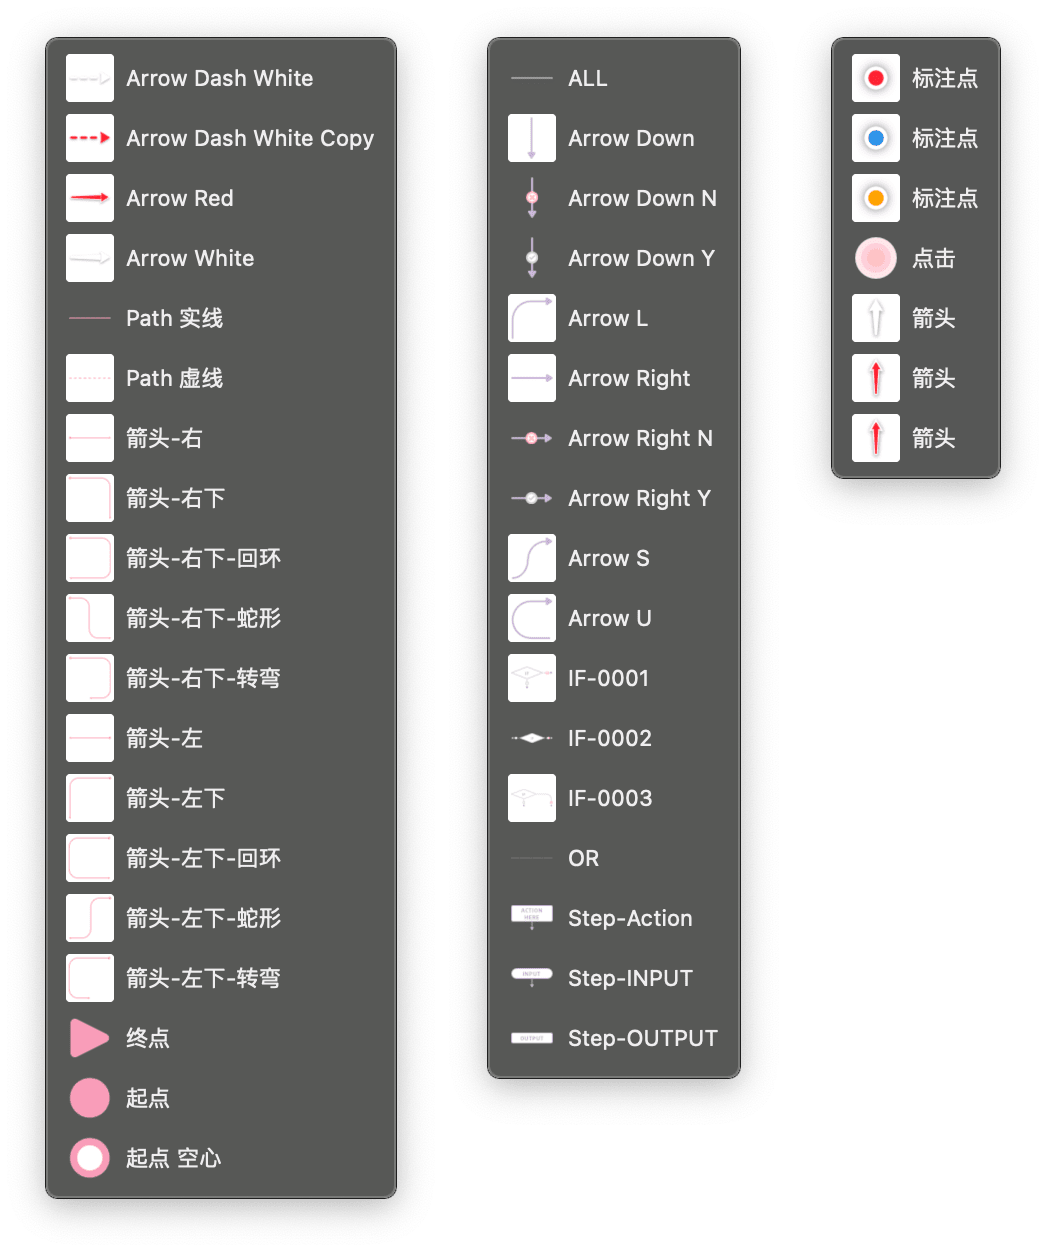 Arrow Dash White
Arrow Dash White Copy
Arrow Red
Arrow White
Path 实线
Path 虚线
箭头-右
箭头-右下
箭头-右下-回环
箭头-右下-蛇形
箭头-右下-转弯
箭头-左
箭头-左下
箭头-左下-回环
箭头-左下-蛇形
箭头-左下-转弯
终点
起点
起点 空心
ALL
Arrow Down
Arrow Down N
Arrow Down Y
Arrow L
Arrow Right
Arrow Right N
Arrow Right Y
Arrow S
Arrow U
IF-0001
IF-0002
IF-0003
OR
ACTION
HERE
Step-Action
INPUT
Step-INPUT
OUTPUT
Step-OUTPUT
标注点
标注点
标注点
点击
箭头
箭头
箭头